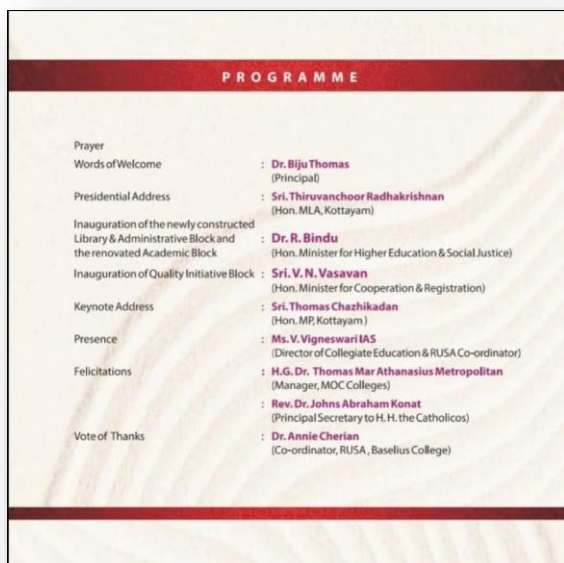 PROGRAMME
Prayer
Words of Welcome : Dr. Biju Thomas
(Principal)
Presidential Address : Sri. Thiruvanchoor Radhakrishnan
(Hon. MLA, Kottayam)
Inauguration of the newly constructed
Library & Administrative Block and : Dr. R. Bindu
the renovated Academic Block (Hon. Minister for Higher Education & Social Justice)
Inauguration of Quality Initiative Block : Sri. V. N. Vasavan
(Hon. Minister for Cooperation & Registration)
Keynote Address : Sri. Thomas Chazhikadan
(Hon. MP, Kottayam )
Presence : Ms. V. Vigneswari IAS
(Director of Collegiate Education & RUSA Co-ordinator)
Felicitations : H.G. Dr. Thomas Mar Athanasius Metropolitan
(Manager, MOC Colleges)
: Rev. Dr. Johns Abraham Konat
(Principal Secretary to H. H. the Catholicos)
Vote of Thanks : Dr. Annie Cherian
(Co-ordinator, RUSA , Baselius College)